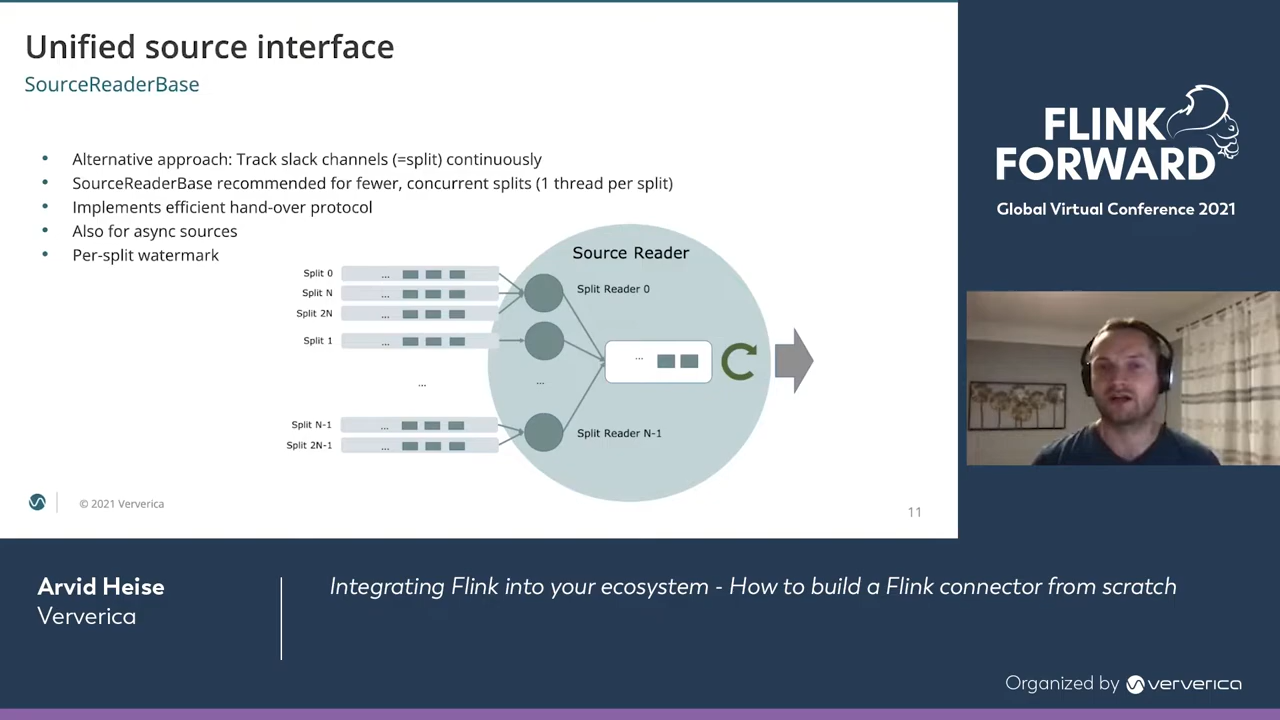 Unified source interface
SourceReaderBase
• Alternative approach: Track slack channels (=split) continuously
• SourceReaderBase recommended for fewer, concurrent splits (1 thread per split)
• Implements efficient hand-over protocol
• Also for async sources
• Per-split watermark
Source Reader
Split 0
...
Split Reader 0
Split N
...
Split 2N
...
Split 1
...
...
...
...
Split N-1
...
Split Reader N-1
Split 2N-1
...
© 2021 Ververica
11
FLINK
FORWARD
Global Virtual Conference 2021
Arvid Heise
Ververica
Integrating Flink into your ecosystem - How to build a Flink connector from scratch
Organized by ververica